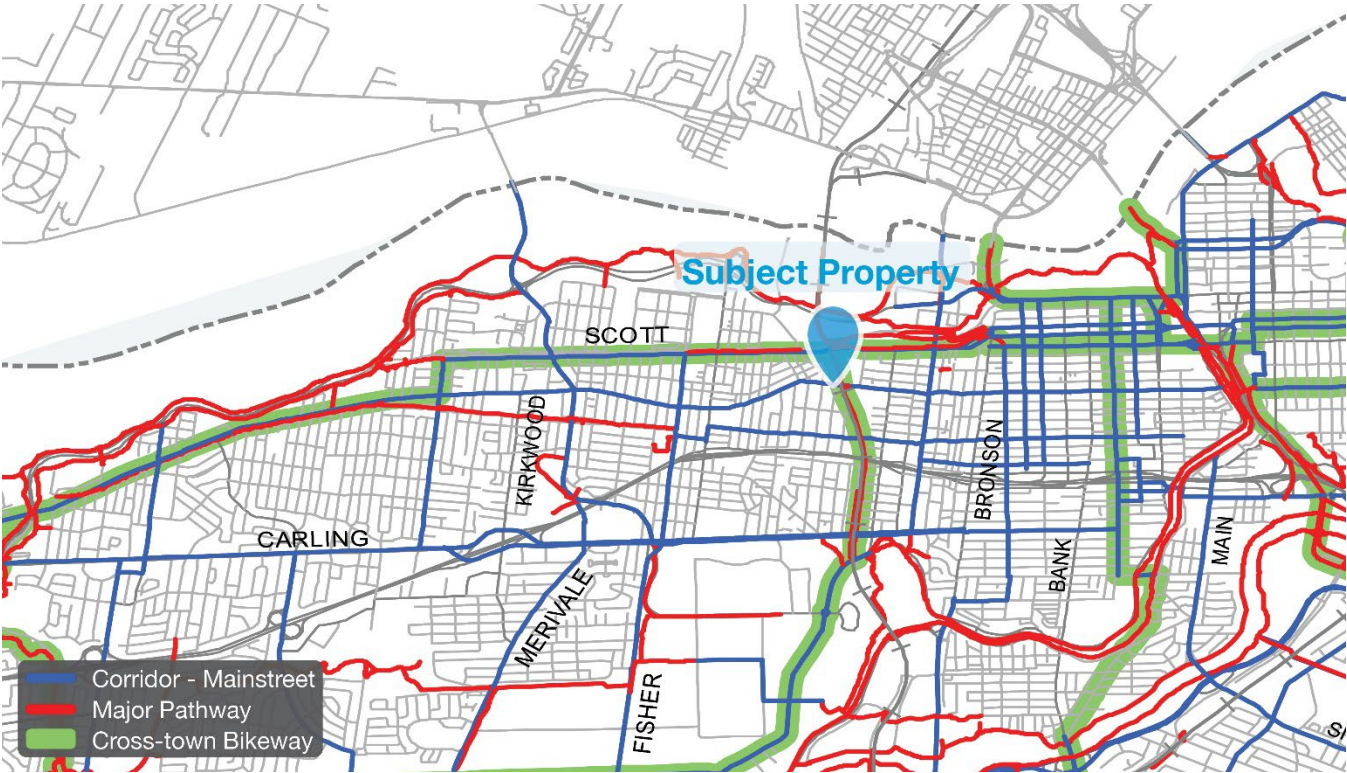 Subject Property
SCOTT
KIRKWOOD
BRONSON
CARLING
BANK
MAIN
MERIVALE
FISHER
Corridor - Mainstreet
Major Pathway
Cross-town Bikeway